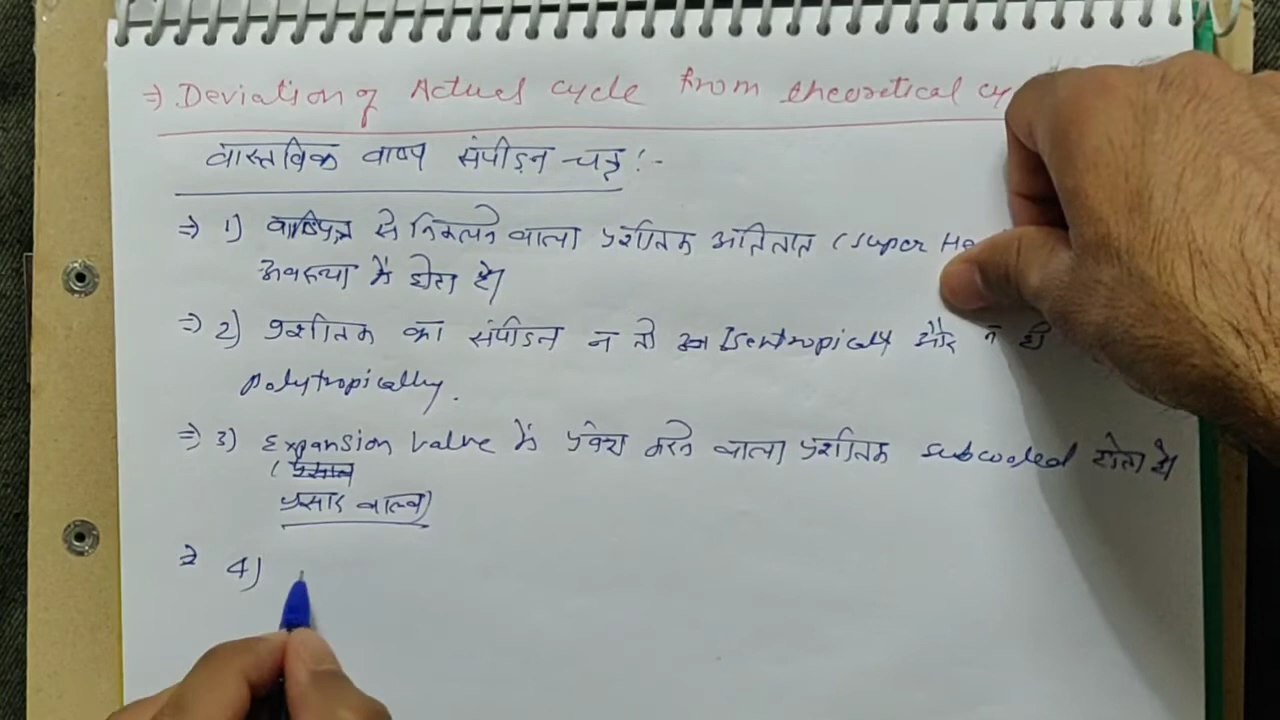 ⇒ Deviation of Actual cycle from theoretical cy
वास्तविक वाष्प संपीड़न चक्र :-
⇒ 1) वाष्पित्र से निकलने वाला प्रशीतक अतितप्त (super He
अवस्था में होता है।
⇒ 2) प्रशीतक का संपीडन न तो Isentropically और न ही
polytropically.
⇒ 3) Expansion valve में प्रवेश करने वाला प्रशीतक subcooled होता है।
(
प्रसार वाल्व)
⇒ 4)